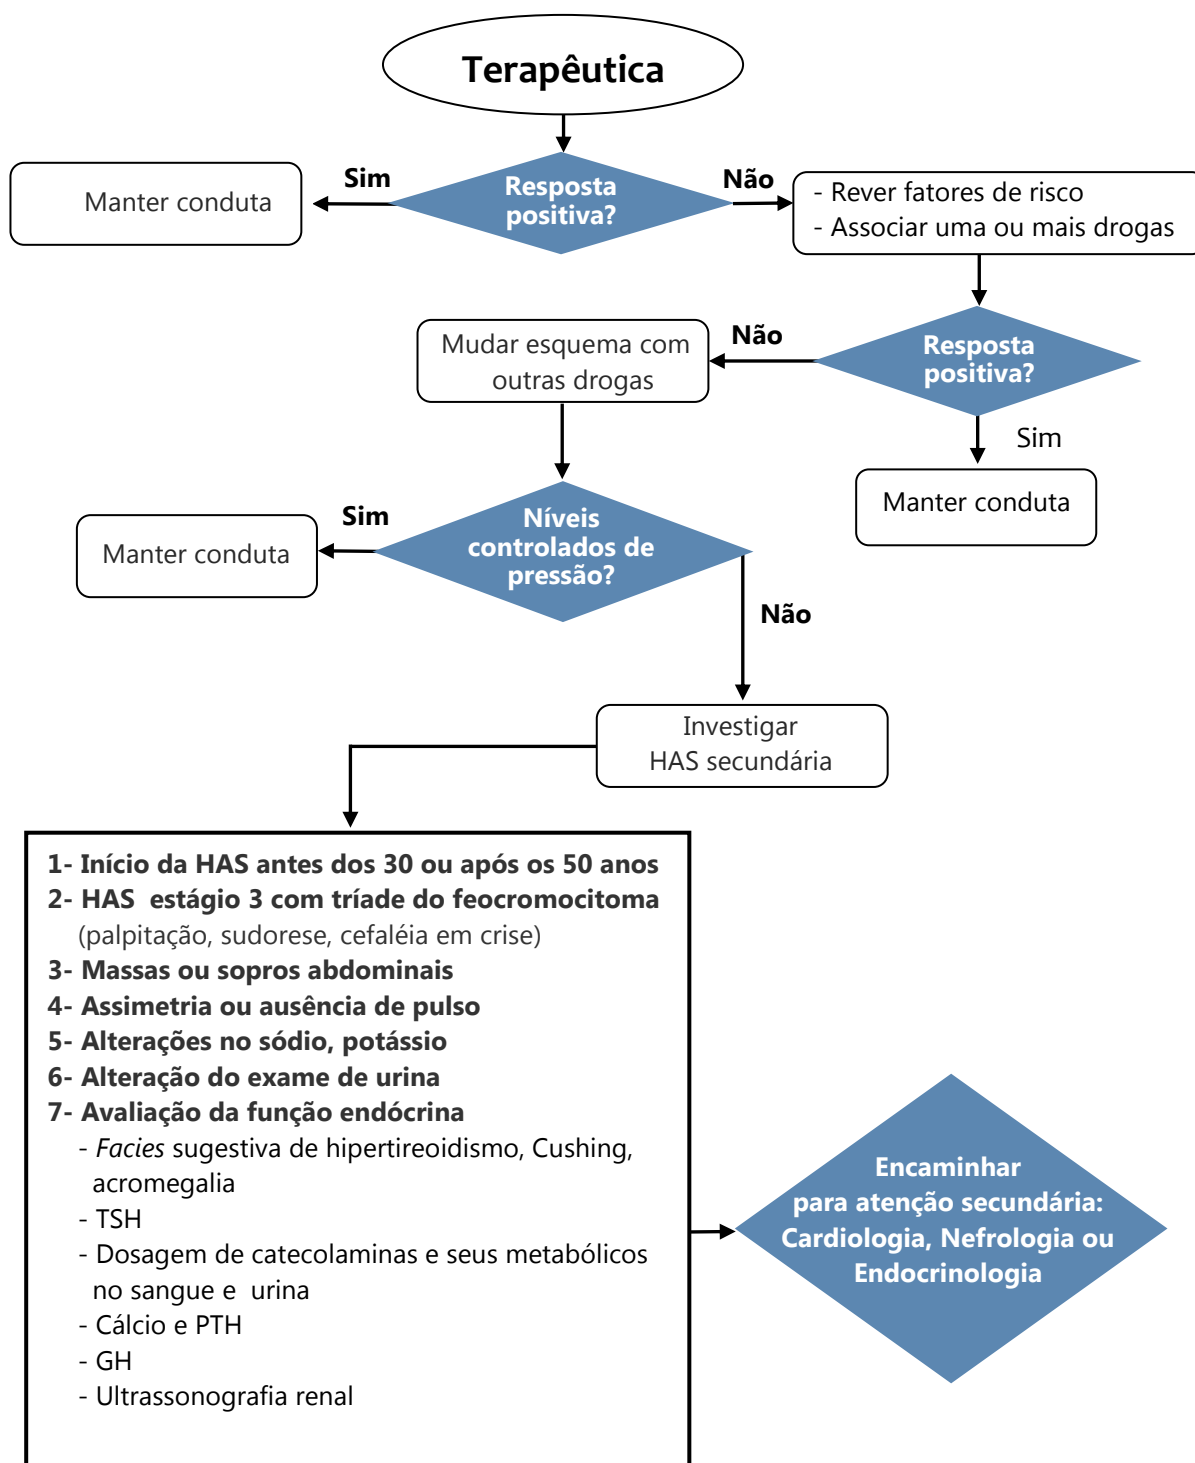 Terapêutica
Sim
Resposta
positiva?
Não
Manter conduta
- Rever fatores de risco
- Associar uma ou mais drogas
Mudar esquema com
outras drogas
Não
Resposta
positiva?
Sim
Manter conduta
Sim
Níveis
controlados de
pressão?
Manter conduta
Não
Investigar
HAS secundária
1- Início da HAS antes dos 30 ou após os 50 anos
2- HAS estágio 3 com tríade do feocromocitoma
(palpitação, sudorese, cefaléia em crise)
3- Massas ou sopros abdominais
4- Assimetria ou ausência de pulso
5- Alterações no sódio, potássio
6- Alteração do exame de urina
7- Avaliação da função endócrina
- Facies sugestiva de hipertireoidismo, Cushing,
acromegalia
- TSH
- Dosagem de catecolaminas e seus metabólicos
no sangue e urina
- Cálcio e PTH
- GH
- Ultrassonografia renal
Encaminhar
para atenção secundária:
Cardiologia, Nefrologia ou
Endocrinologia